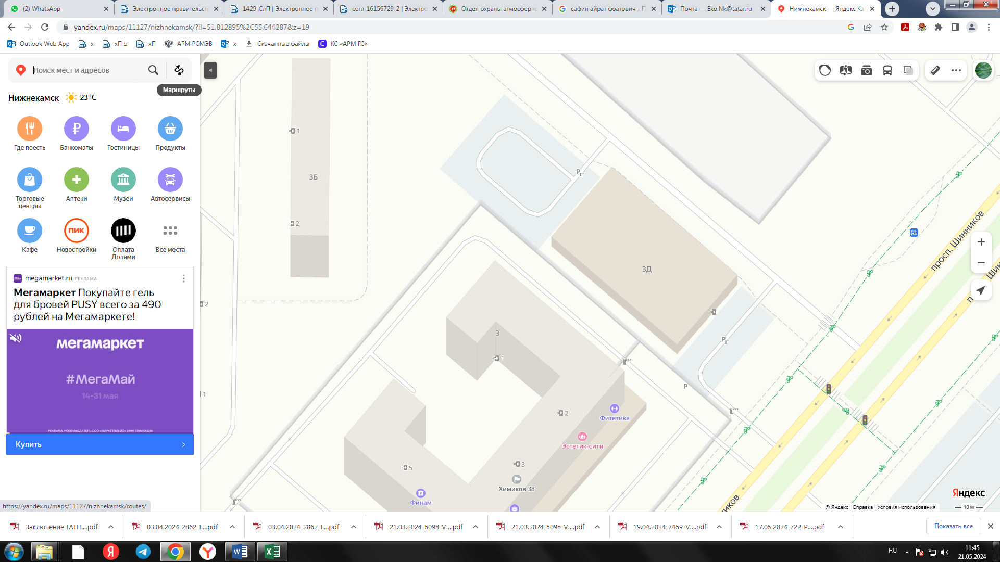 (2) WhatsApp
Электронное правительств
1429-СлП | Электронное п
согл-16156729-2 | Электро
Отдел охраны атмосферно
сафин айрат фоатович - П
Почта — Eko.Nk@tatar.ru
Нижнекамск — Яндекс Ка
yandex.ru/maps/11127/nizhnekamsk/?ll=51.812895%2C55.644287&z=19
Outlook Web App
х
хП о
хП
АРМ РСМЭВ
х
Скачанные файлы
КС «АРМ ГС»
Поиск мест и адресов
Маршруты
Нижнекамск
23°C
Где поесть
Банкоматы
Гостиницы
Продукты
Торговые центры
Аптеки
Музеи
Автосервисы
ПИК
Кафе
Новостройки
Оплата Долями
Все места
megamarket.ru РЕКЛАМА
Мегамаркет Покупайте гель
для бровей PUSY всего за 490
рублей на Мегамаркете!
мегамаркет
#МегаМай
14-31 мая
РЕКЛАМА. РЕКЛАМОДАТЕЛЬ ООО «МАРКЕТПЛЕЙС» (ИНН 9701048328)
Купить
https://yandex.ru/maps/11127/nizhnekamsk/routes/
1
3Б
2
2
1
P
3Д
P
P
3
1
2
3
5
Фитетика
Эстетик-сити
Химиков 38
Финам
просп. Шинников
Яндекс
© Яндекс Справка Условия использования
10 м
Заключение ТАТН....pdf
03.04.2024_2862_I....pdf
03.04.2024_2862_I....pdf
21.03.2024_5098-V....pdf
21.03.2024_5098-V....pdf
19.04.2024_7459-V....pdf
17.05.2024_722-P....pdf
Показать все
RU
11:45
21.05.2024